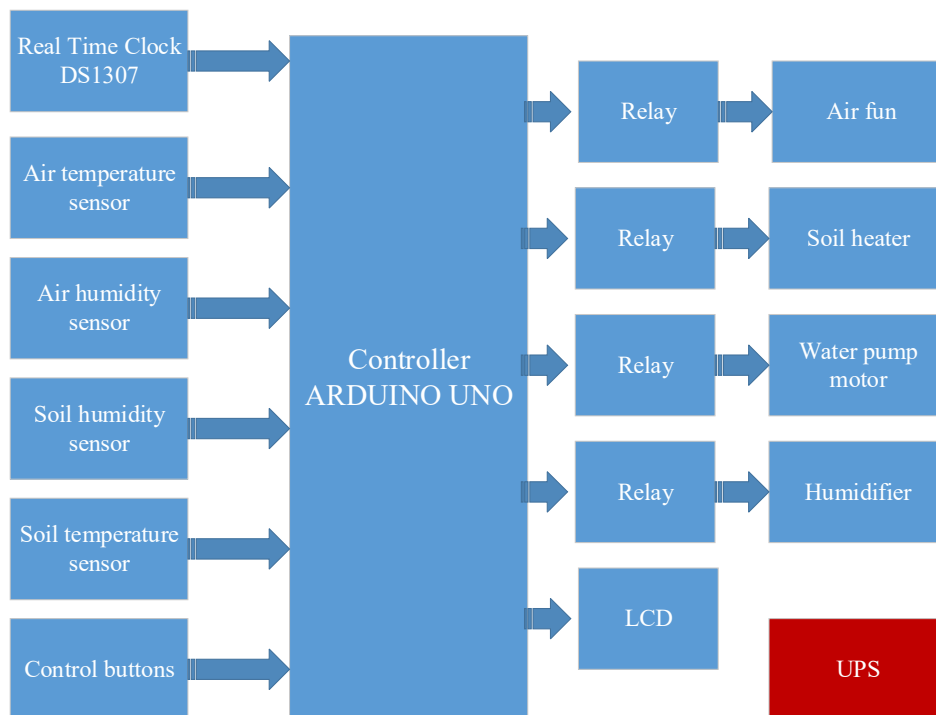 Real Time Clock
DS1307
Air temperature
sensor
Air humidity
sensor
Soil humidity
sensor
Soil temperature
sensor
Control buttons
Controller
ARDUINO UNO
Relay
Air fun
Relay
Soil heater
Relay
Water pump
motor
Relay
Humidifier
LCD
UPS